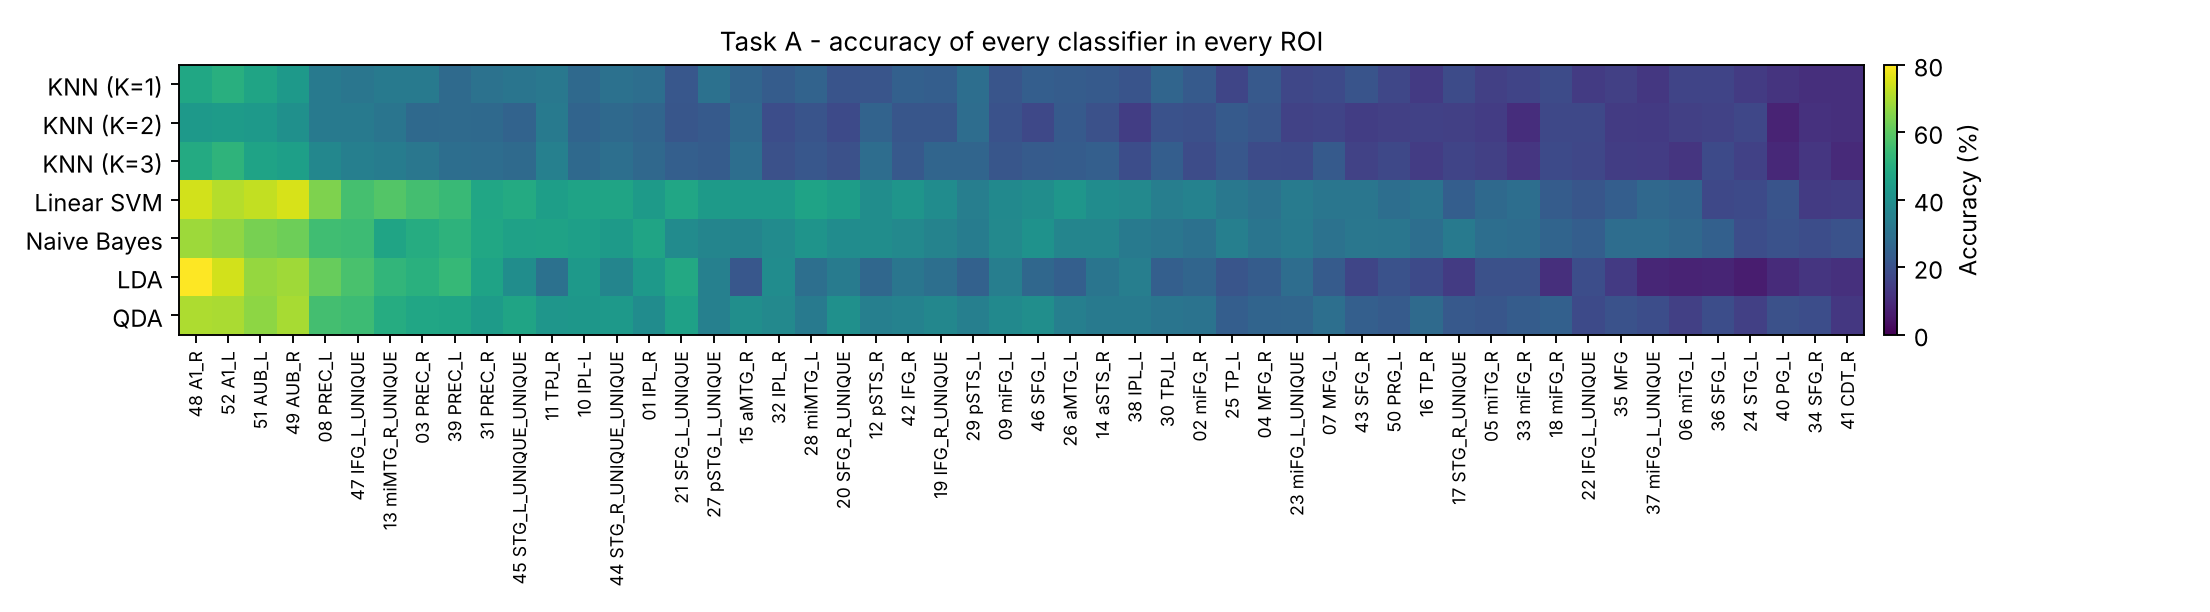 Task A - accuracy of every classifier in every ROI
KNN (K=1)
KNN (K=2)
KNN (K=3)
Linear SVM
Naive Bayes
LDA
QDA
48 A1_R
52 A1_L
51 AUB_L
49 AUB_R
08 PREC_L
47 IFG_L_UNIQUE
13 miMTG_R_UNIQUE
03 PREC_R
39 PREC_L
31 PREC_R
45 STG_L_UNIQUE_UNIQUE
11 TPJ_R
10 IPL-L
44 STG_R_UNIQUE_UNIQUE
01 IPL_R
21 SFG_L_UNIQUE
27 pSTG_L_UNIQUE
15 aMTG_R
32 IPL_R
28 miMTG_L
20 SFG_R_UNIQUE
12 pSTS_R
42 IFG_R
19 IFG_R_UNIQUE
29 pSTS_L
09 miFG_L
46 SFG_L
26 aMTG_L
14 aSTS_R
38 IPL_L
30 TPJ_L
02 miFG_R
25 TP_L
04 MFG_R
23 miFG_L_UNIQUE
07 MFG_L
43 SFG_R
50 PRG_L
16 TP_R
17 STG_R_UNIQUE
05 miTG_R
33 miFG_R
18 miFG_R
22 IFG_L_UNIQUE
35 MFG
37 miFG_L_UNIQUE
06 miTG_L
36 SFG_L
24 STG_L
40 PG_L
34 SFG_R
41 CDT_R
80
60
40
20
0
Accuracy (%)